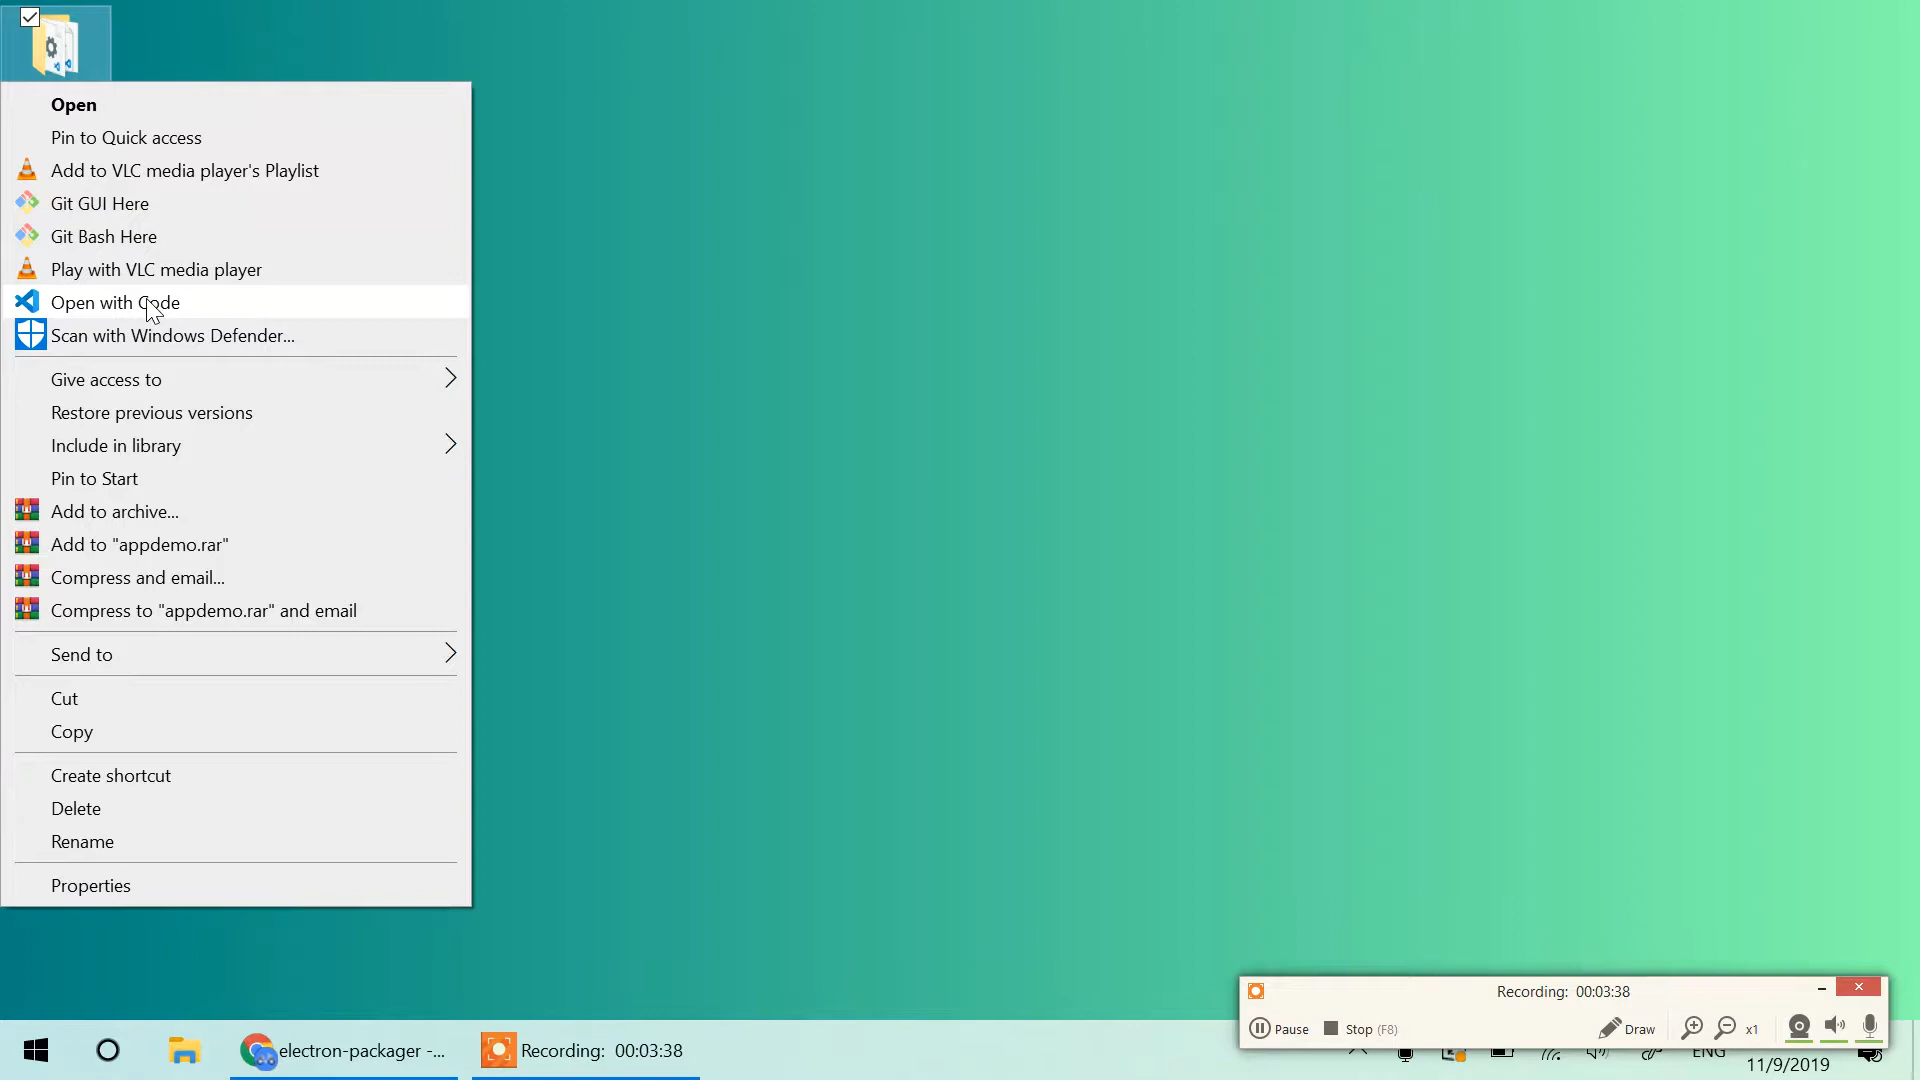 Open
Pin to Quick access
Add to VLC media player's Playlist
Git GUI Here
Git Bash Here
Play with VLC media player
Open with Code
Scan with Windows Defender...
Give access to
Restore previous versions
Include in library
Pin to Start
Add to archive...
Add to "appdemo.rar"
Compress and email...
Compress to "appdemo.rar" and email
Send to
Cut
Copy
Create shortcut
Delete
Rename
Properties
Recording: 00:03:38
Pause
Stop (F8)
Draw
x1
electron-packager -...
Recording: 00:03:38
ENG
11/9/2019